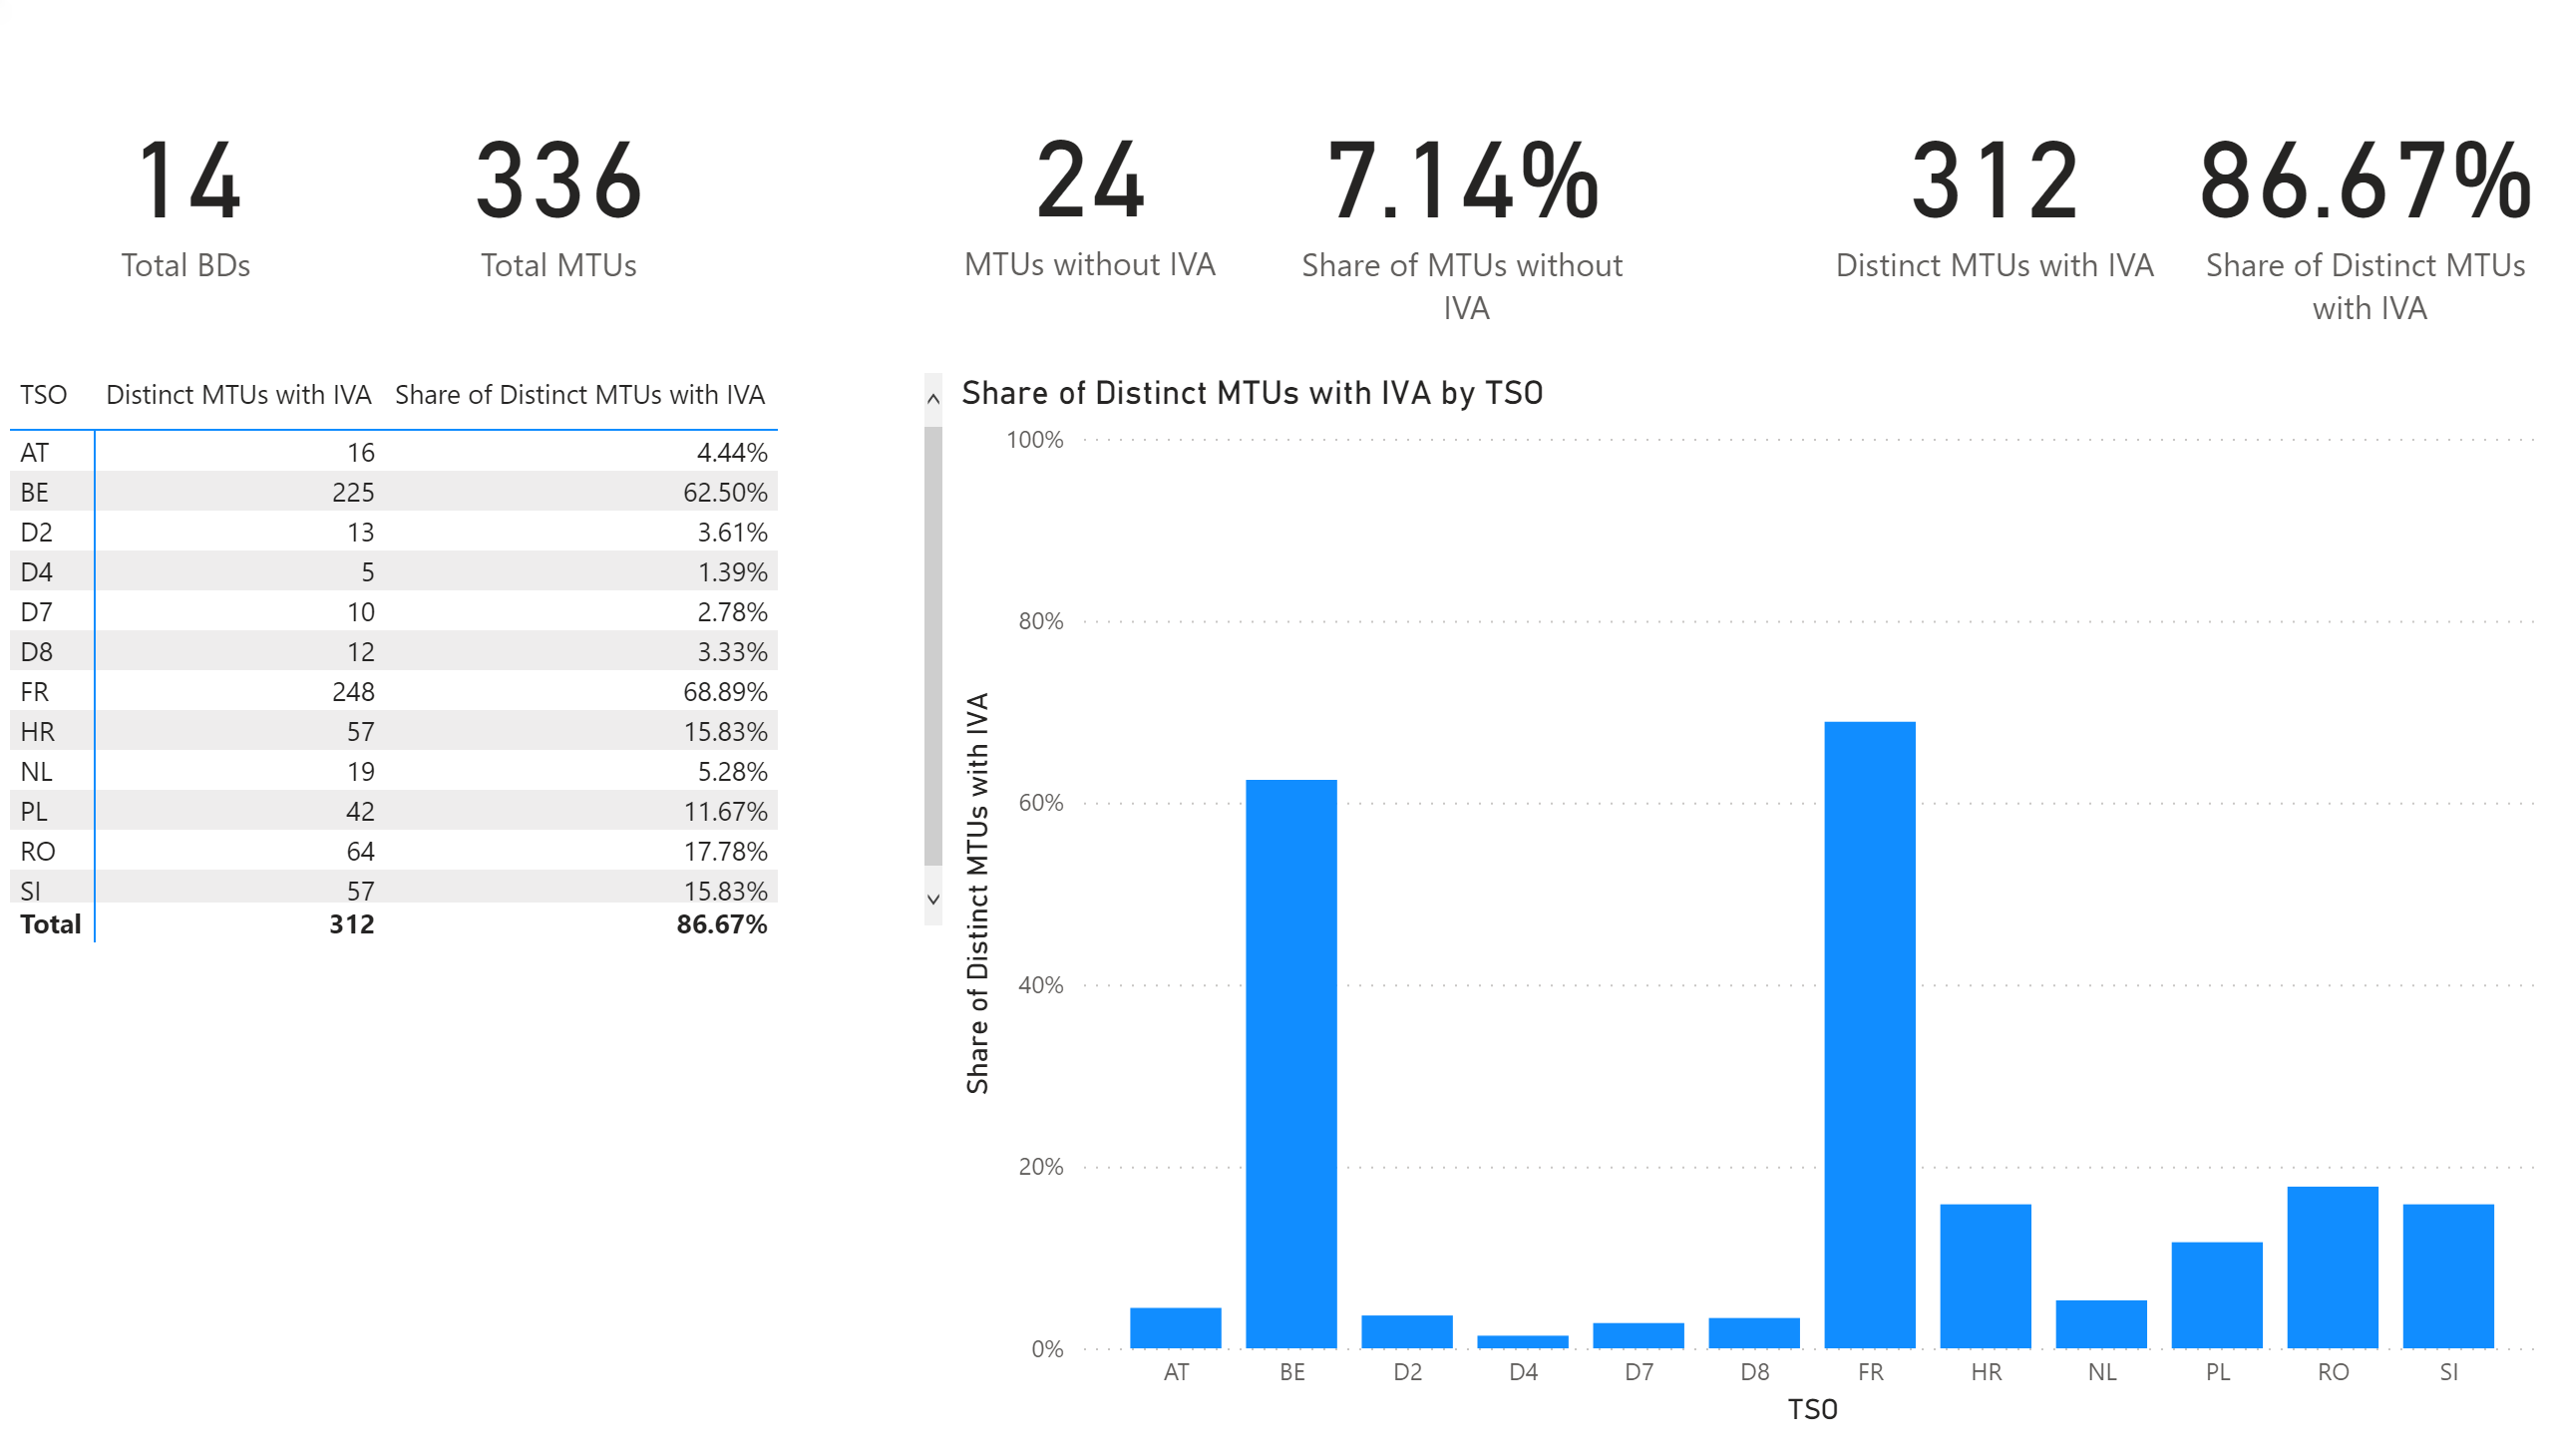 14
Total BDs
336
Total MTUs
24
MTUs without IVA
7.14%
Share of MTUs without
IVA
312
Distinct MTUs with IVA
86.67%
Share of Distinct MTUs
with IVA
TSO Distinct MTUs with IVA Share of Distinct MTUs with IVA
AT 16 4.44%
BE 225 62.50%
D2 13 3.61%
D4 5 1.39%
D7 10 2.78%
D8 12 3.33%
FR 248 68.89%
HR 57 15.83%
NL 19 5.28%
PL 42 11.67%
RO 64 17.78%
SI 57 15.83%
Total 312 86.67%
Share of Distinct MTUs with IVA by TSO
Share of Distinct MTUs with IVA
100%
80%
60%
40%
20%
0%
AT BE D2 D4 D7 D8 FR HR NL PL RO SI
TSO